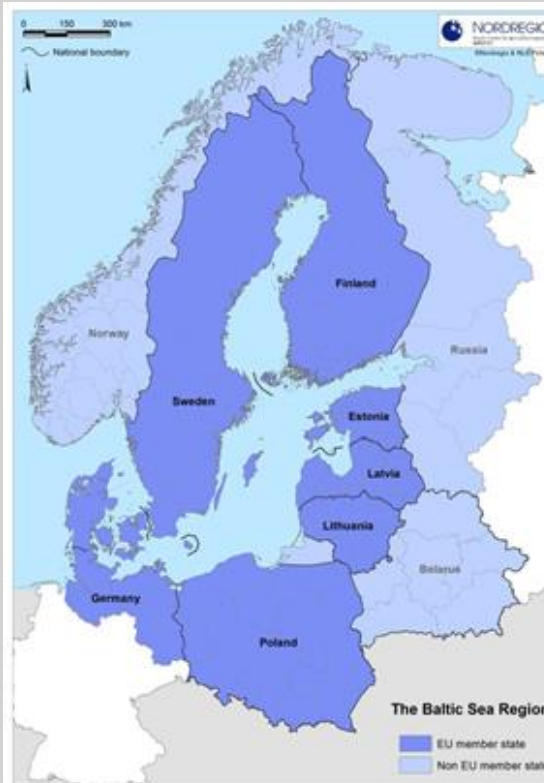 0 150 300 km
National boundary
NORDREGIO
Norway
Finland
Russia
Sweden
Estonia
Latvia
Lithuania
Belarus
Germany
Poland
The Baltic Sea Region
EU member state
Non EU member state